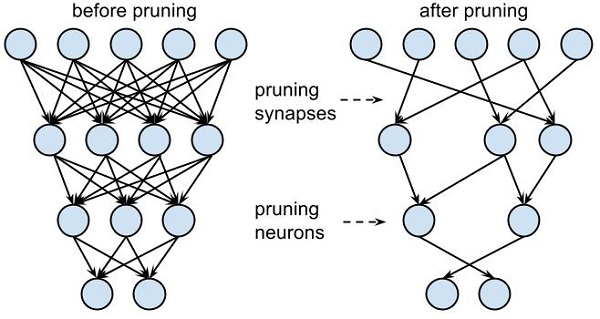 before pruning
after pruning
pruning
synapses
pruning
neurons